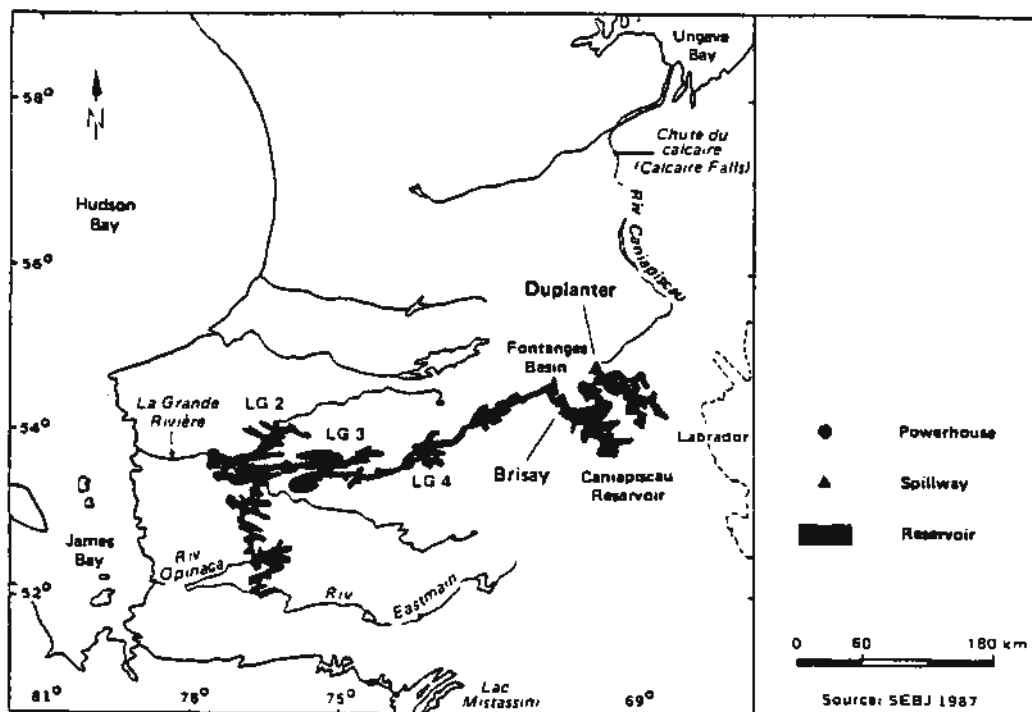 Ungava
Bay
58°
N
Chute du
calcaire
(Calcaire Falls)
Hudson
Bay
Riv Caniapiscau
56°
Duplanter
Fontanges
Basin
La Grande
Rivière
LG 2
54°
LG 3
LG 4
Brisay
Caniapiscau
Reservoir
Labrador
Powerhouse
Spillway
Reservoir
James
Bay
Riv
Opinaca
52°
Riv Eastmain
0 60 180 km
81°
78°
75°
69°
Lac
Mistassini
Source: SEBJ 1987